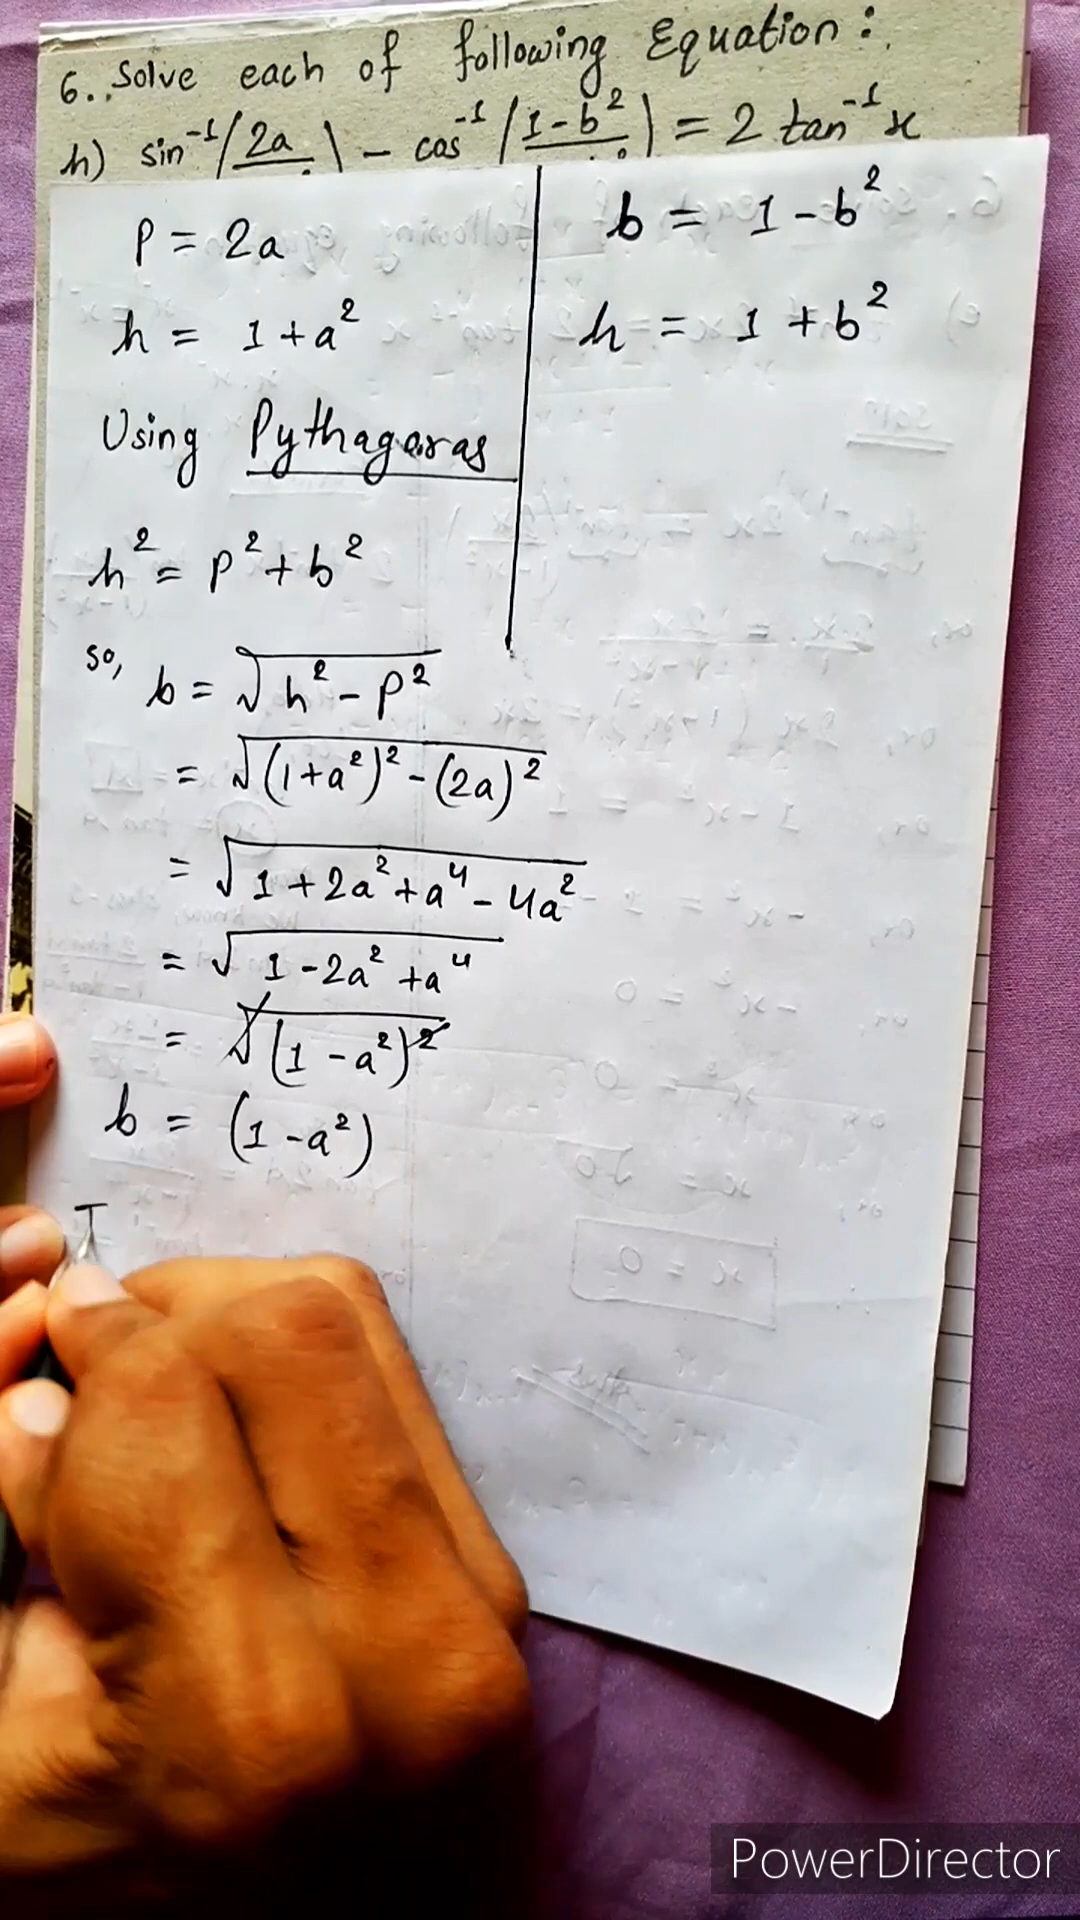 6. Solve each of following Equation :
h) sin⁻¹(2a) - cos⁻¹(1-b²) = 2 tan⁻¹ x
P = 2a
h = 1 + a²
Using Pythagoras
h² = p² + b²
so, b = √h² - P²
= √(1+a²)² - (2a)²
= √1 + 2a² + a⁴ - 4a²
= √1 - 2a² + a⁴
= √(1 - a²)²
b = (1 - a²)
b = 1 - b²
h = 1 + b²
PowerDirector